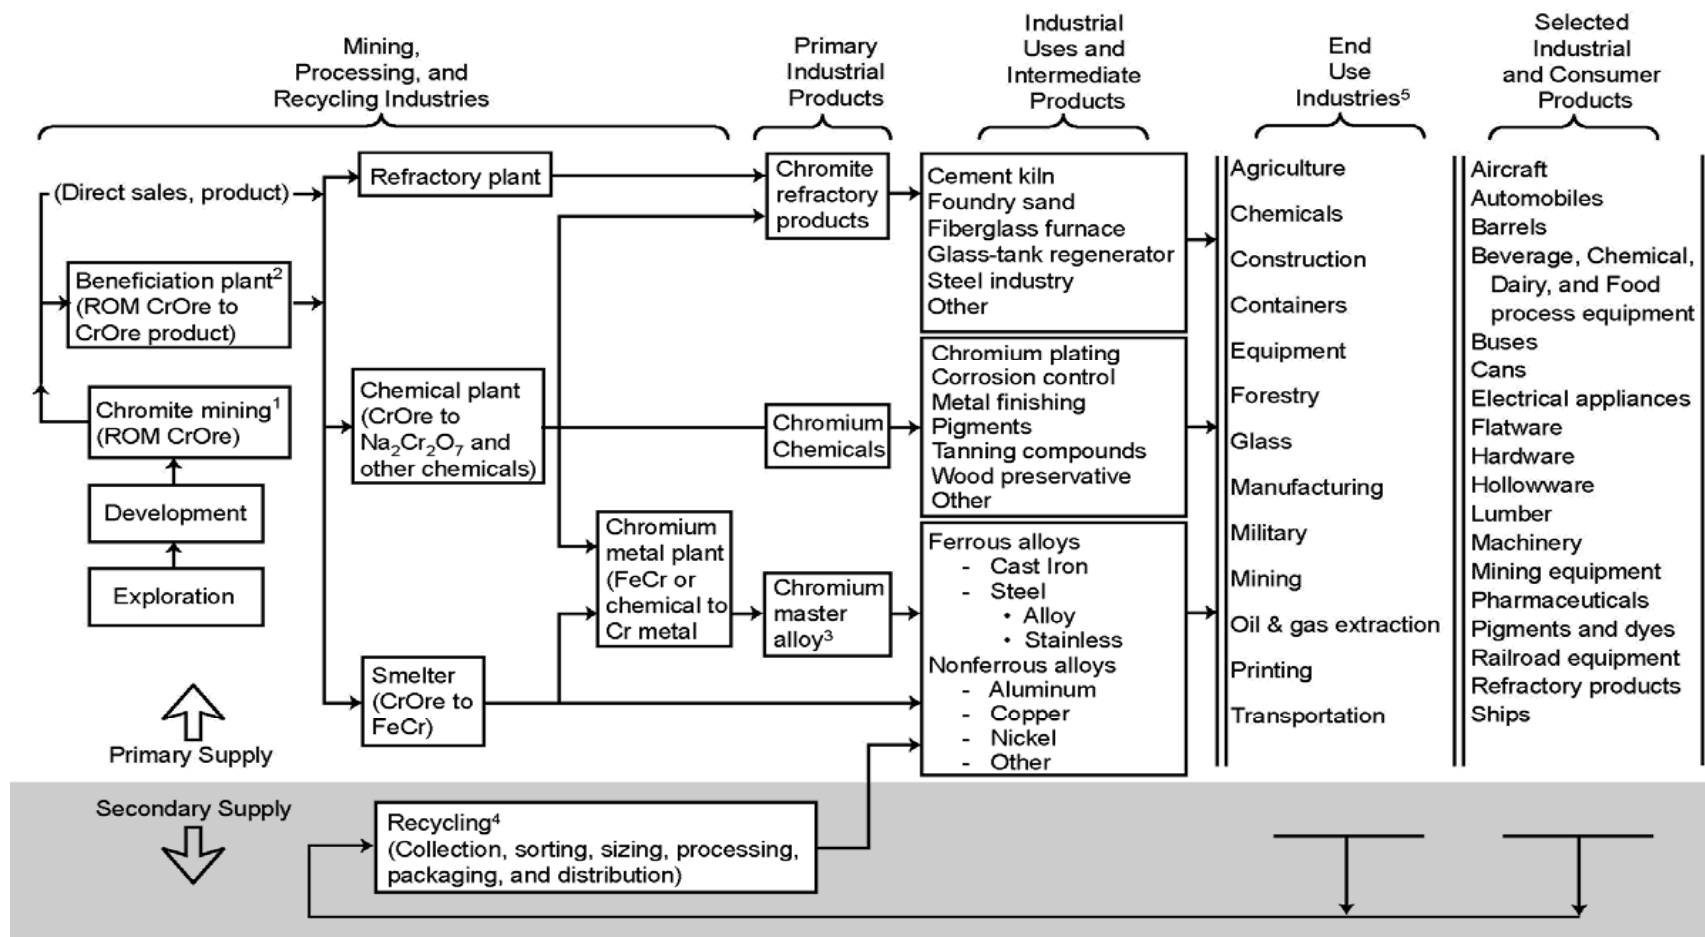 Mining,
Processing, and
Recycling Industries
Primary
Industrial
Products
Industrial
Uses and
Intermediate
Products
End
Use
Industries⁵
Selected
Industrial
and Consumer
Products
(Direct sales, product)
Beneficiation plant²
(ROM CrOre to
CrOre product)
Chromite mining¹
(ROM CrOre)
Development
Exploration
Primary Supply
Refractory plant
Chemical plant
(CrOre to
Na₂Cr₂O₇ and
other chemicals)
Smelter
(CrOre to
FeCr)
Chromium
metal plant
(FeCr or
chemical to
Cr metal
Chromite
refractory
products
Chromium
Chemicals
Chromium
master
alloy³
Cement kiln
Foundry sand
Fiberglass furnace
Glass-tank regenerator
Steel industry
Other
Chromium plating
Corrosion control
Metal finishing
Pigments
Tanning compounds
Wood preservative
Other
Ferrous alloys
- Cast Iron
- Steel
• Alloy
• Stainless
Nonferrous alloys
- Aluminum
- Copper
- Nickel
- Other
Agriculture
Chemicals
Construction
Containers
Equipment
Forestry
Glass
Manufacturing
Military
Mining
Oil & gas extraction
Printing
Transportation
Aircraft
Automobiles
Barrels
Beverage, Chemical,
Dairy, and Food
process equipment
Buses
Cans
Electrical appliances
Flatware
Hardware
Hollowware
Lumber
Machinery
Mining equipment
Pharmaceuticals
Pigments and dyes
Railroad equipment
Refractory products
Ships
Secondary Supply
Recycling⁴
(Collection, sorting, sizing, processing,
packaging, and distribution)